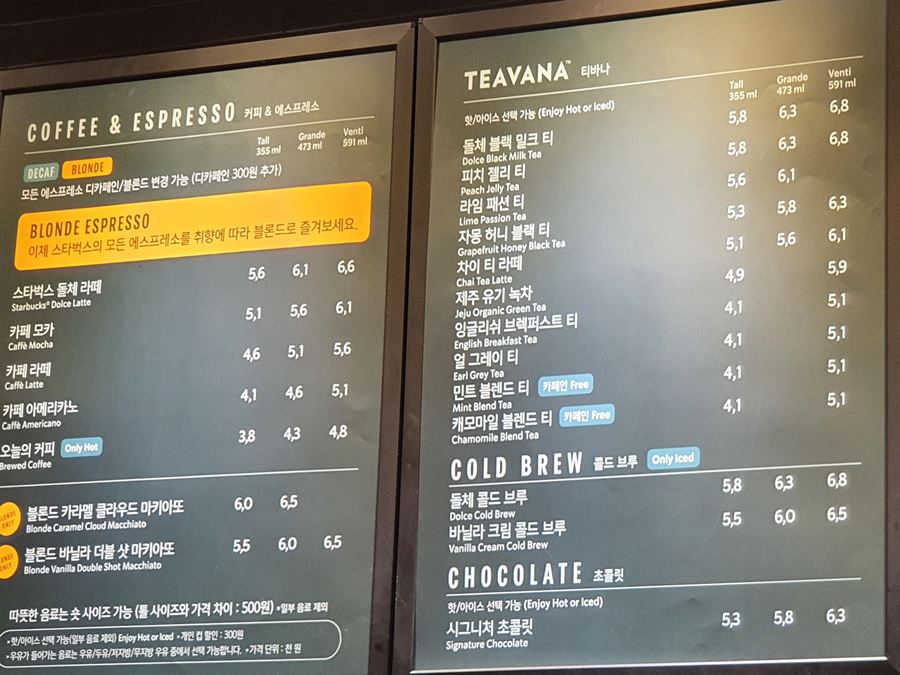 COFFEE & ESPRESSO 커피 & 에스프레소
Tall 355 ml Grande 473 ml Venti 591 ml
DECAF BLONDE
모든 에스프레소 디카페인/블론드 변경 가능 (디카페인 300원 추가)
BLONDE ESPRESSO
이제 스타벅스의 모든 에스프레소를 취향에 따라 블론드로 즐겨보세요.
스타벅스 돌체 라떼 5,6 6,1 6,6
Starbucks® Dolce Latte
카페 모카 5,1 5,6 6,1
Caffè Mocha
카페 라떼 4,6 5,1 5,6
Caffè Latte
카페 아메리카노 4,1 4,6 5,1
Caffè Americano
오늘의 커피 Only Hot 3,8 4,3 4,8
Brewed Coffee
BLONDE ONLY 블론드 카라멜 클라우드 마키아또 6,0 6,5
Blonde Caramel Cloud Macchiato
BLONDE ONLY 블론드 바닐라 더블 샷 마키아또 5,5 6,0 6,5
Blonde Vanilla Double Shot Macchiato
따뜻한 음료는 숏 사이즈 가능 (톨 사이즈와 가격 차이 : 500원) •일부 음료 제외
•핫/아이스 선택 가능(일부 음료 제외) Enjoy Hot or Iced •개인 컵 할인 : 300원
•우유가 들어가는 음료는 우유/두유/저지방/무지방 우유 중에서 선택 가능합니다. •가격 단위 : 천 원
TEAVANA™ 티바나
Tall 355 ml Grande 473 ml Venti 591 ml
핫/아이스 선택 가능 (Enjoy Hot or Iced)
돌체 블랙 밀크 티 5,8 6,3 6,8
Dolce Black Milk Tea
피치 젤리 티 5,8 6,3 6,8
Peach Jelly Tea
라임 패션 티 5,6 6,1
Lime Passion Tea
자몽 허니 블랙 티 5,3 5,8 6,3
Grapefruit Honey Black Tea
차이 티 라떼 5,1 5,6 6,1
Chai Tea Latte
제주 유기 녹차 4,9 5,9
Jeju Organic Green Tea
잉글리쉬 브렉퍼스트 티 4,1 5,1
English Breakfast Tea
얼 그레이 티 4,1 5,1
Earl Grey Tea
민트 블렌드 티 카페인 Free 4,1 5,1
Mint Blend Tea
캐모마일 블렌드 티 카페인 Free 4,1 5,1
Chamomile Blend Tea
COLD BREW 콜드 브루 Only Iced
돌체 콜드 브루 5,8 6,3 6,8
Dolce Cold Brew
바닐라 크림 콜드 브루 5,5 6,0 6,5
Vanilla Cream Cold Brew
CHOCOLATE 초콜릿
핫/아이스 선택 가능 (Enjoy Hot or Iced)
시그니처 초콜릿 5,3 5,8 6,3
Signature Chocolate